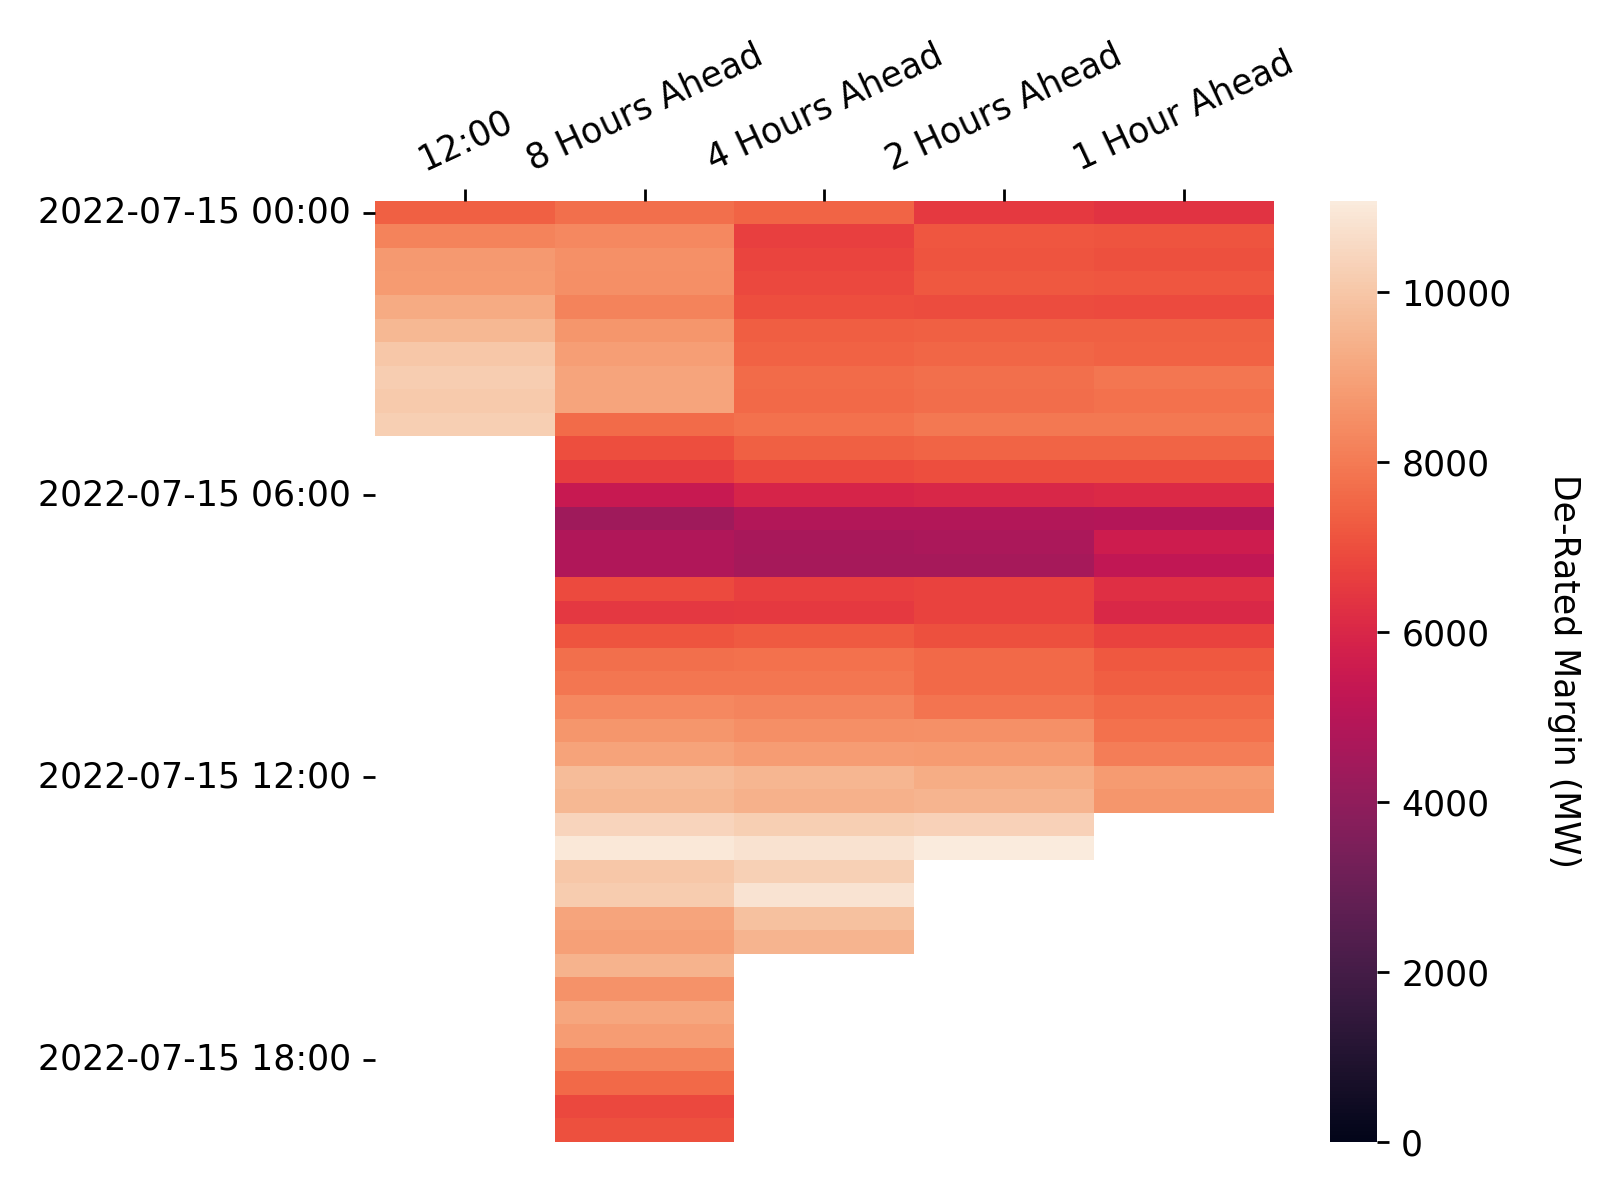 12:00
8 Hours Ahead
4 Hours Ahead
2 Hours Ahead
1 Hour Ahead
2022-07-15 00:00
2022-07-15 06:00
2022-07-15 12:00
2022-07-15 18:00
10000
8000
6000
4000
2000
0
De-Rated Margin (MW)